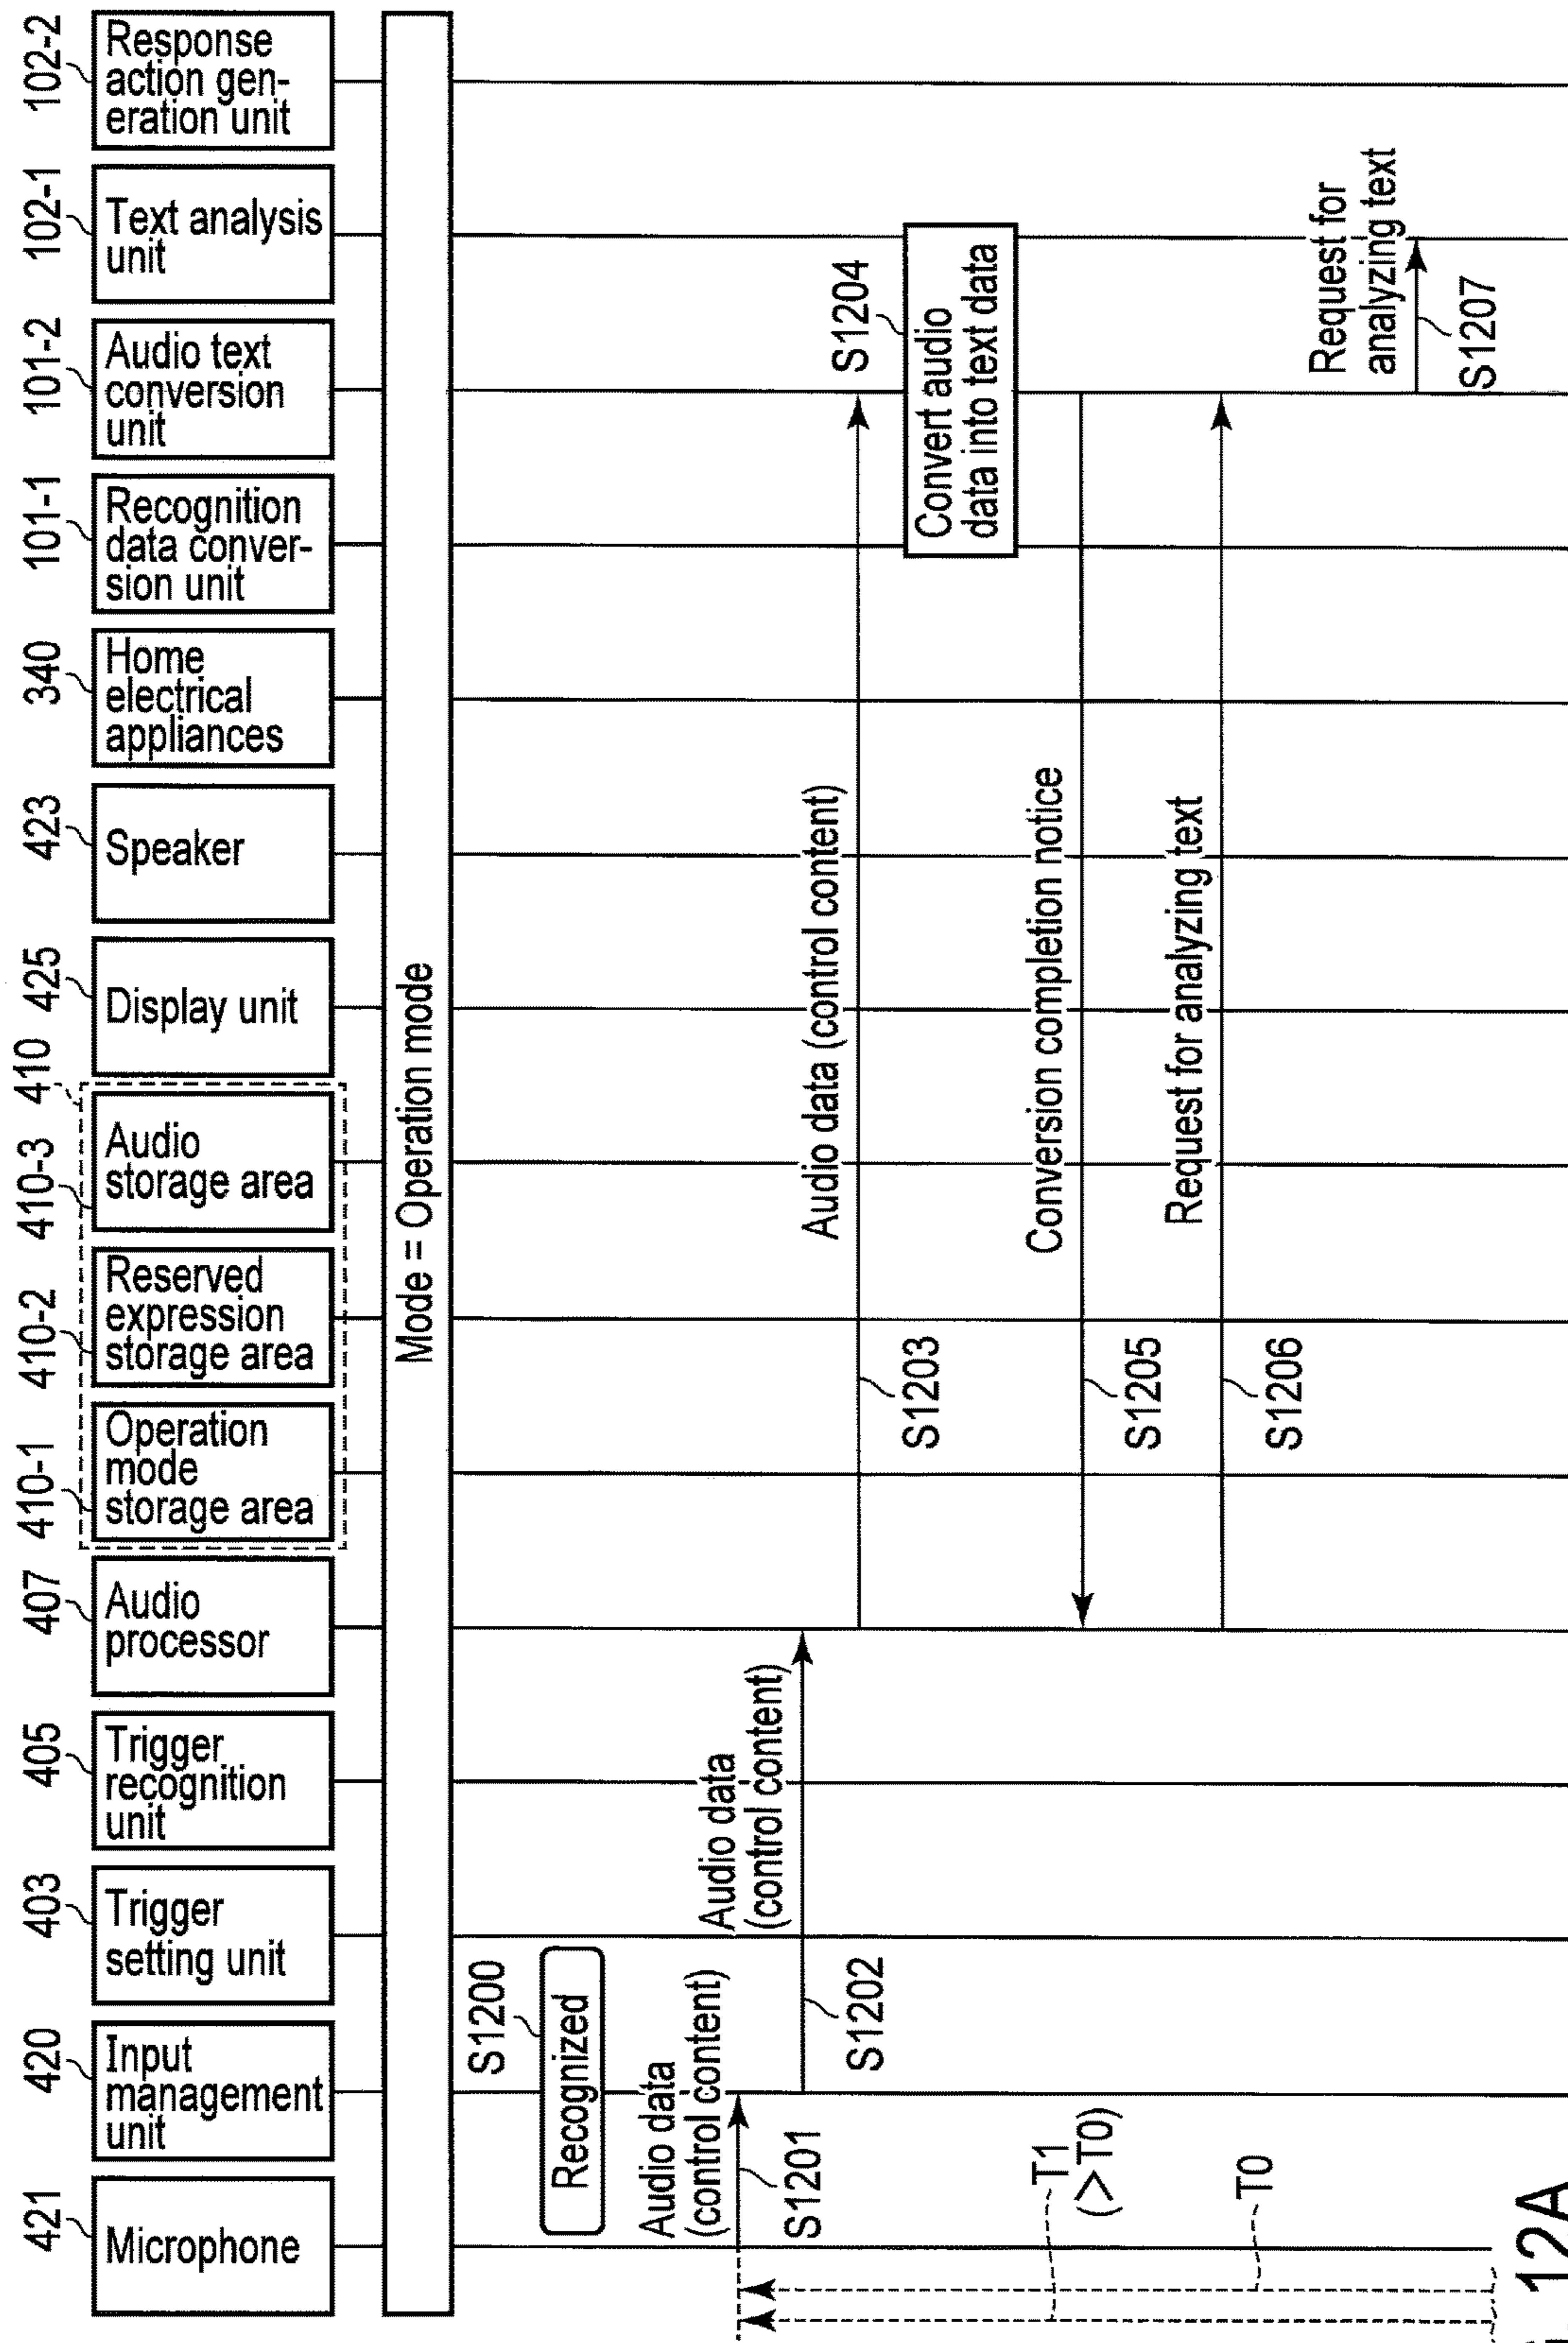 421
Microphone
420
Input
management
unit
403
Trigger
setting unit
405
Trigger
recognition
unit
407
Audio
processor
410
410-1
Operation
mode
storage area
410-2
Reserved
expression
storage area
410-3
Audio
storage area
425
Display unit
423
Speaker
340
Home
electrical
appliances
101-1
Recognition
data conver-
sion unit
101-2
Audio text
conversion
unit
102-1
Text analysis
unit
102-2
Response
action gen-
eration unit
Mode = Operation mode
S1200
Recognized
Audio data
(control content)
S1201
Audio data
(control content)
S1202
Audio data (control content)
S1203
S1204
Convert audio
data into text data
Conversion completion notice
S1205
Request for analyzing text
S1206
Request for
analyzing text
S1207
T1
(>T0)
T0
12A